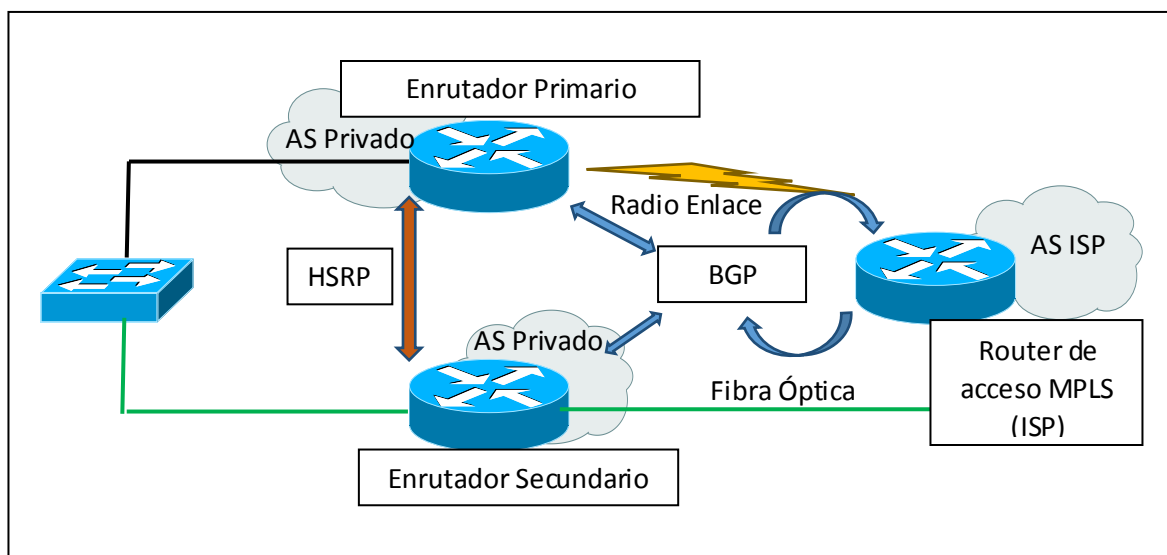 Enrutador Primario
AS Privado
Radio Enlace
AS ISP
HSRP
BGP
AS Privado
Router de
acceso MPLS
(ISP)
Fibra Óptica
Enrutador Secundario